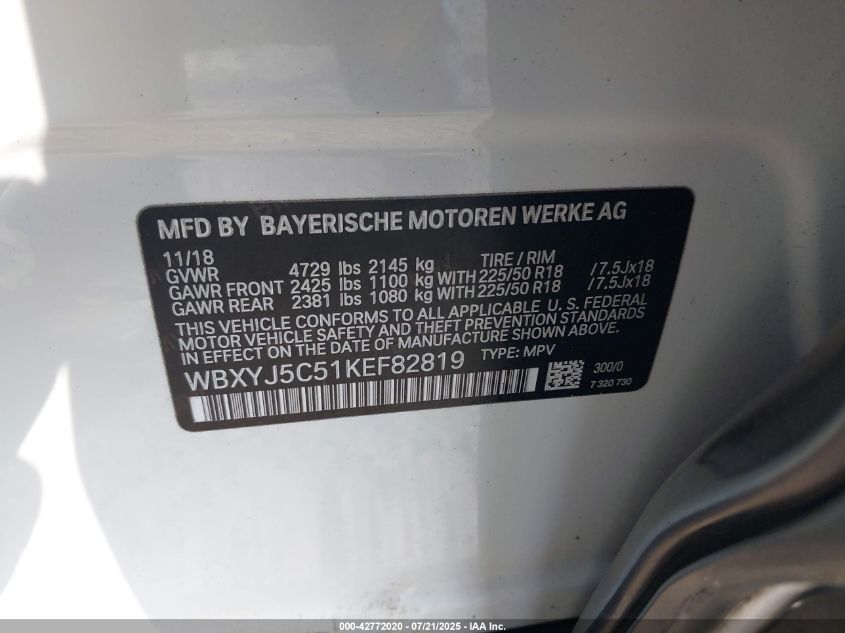 MFD BY BAYERISCHE MOTOREN WERKE AG
11/18 TIRE / RIM
GVWR 4729 lbs 2145 kg
GAWR FRONT 2425 lbs 1100 kg WITH 225/50 R18 / 7.5Jx18
GAWR REAR 2381 lbs 1080 kg WITH 225/50 R18 / 7.5Jx18
THIS VEHICLE CONFORMS TO ALL APPLICABLE U. S. FEDERAL
MOTOR VEHICLE SAFETY AND THEFT PREVENTION STANDARDS
IN EFFECT ON THE DATE OF MANUFACTURE SHOWN ABOVE.
WBXYJ5C51KEF82819 TYPE: MPV
300/0
7 320 730
000-42772020 - 07/21/2025 - IAA Inc.